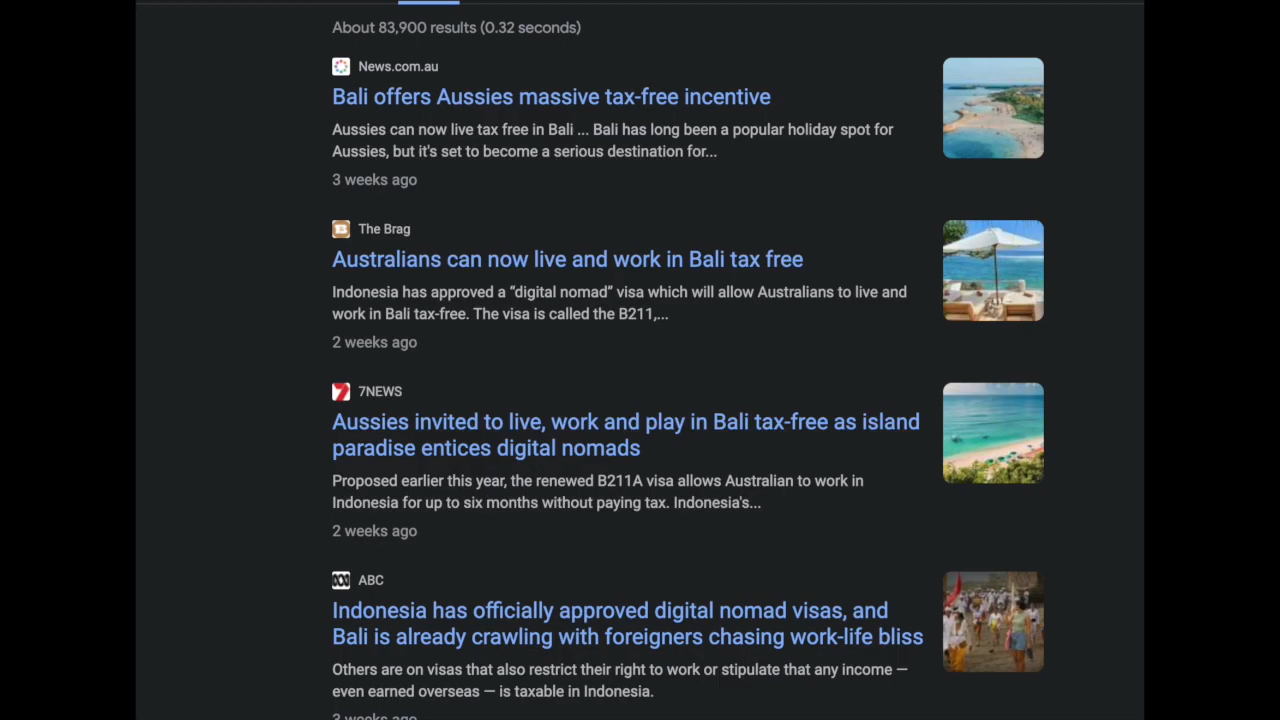 About 83,900 results (0.32 seconds)
News.com.au
Bali offers Aussies massive tax-free incentive
Aussies can now live tax free in Bali ... Bali has long been a popular holiday spot for
Aussies, but it's set to become a serious destination for...
3 weeks ago
The Brag
Australians can now live and work in Bali tax free
Indonesia has approved a “digital nomad” visa which will allow Australians to live and
work in Bali tax-free. The visa is called the B211,...
2 weeks ago
7NEWS
Aussies invited to live, work and play in Bali tax-free as island
paradise entices digital nomads
Proposed earlier this year, the renewed B211A visa allows Australian to work in
Indonesia for up to six months without paying tax. Indonesia's...
2 weeks ago
ABC
Indonesia has officially approved digital nomad visas, and
Bali is already crawling with foreigners chasing work-life bliss
Others are on visas that also restrict their right to work or stipulate that any income —
even earned overseas — is taxable in Indonesia.
3 weeks ago